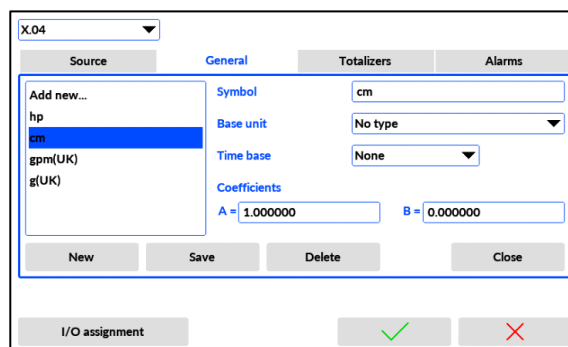 X.04
Source General Totalizers Alarms
Add new...
hp
cm
gpm(UK)
g(UK)
Symbol cm
Base unit No type
Time base None
Coefficients
A = 1.000000 B = 0.000000
New Save Delete Close
I/O assignment